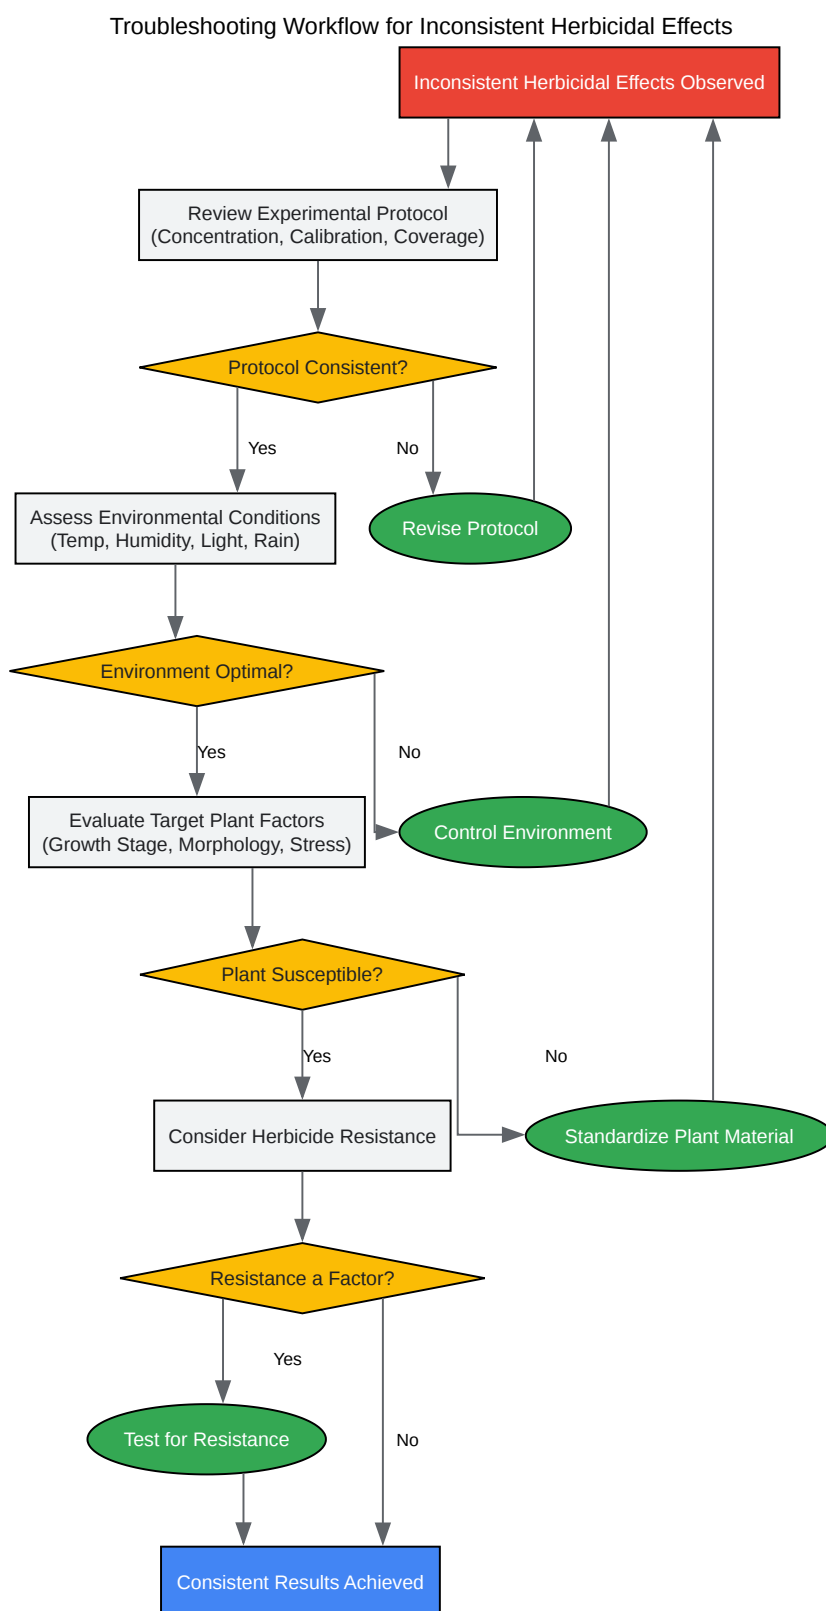 Troubleshooting Workflow for Inconsistent Herbicidal Effects
Inconsistent Herbicidal Effects Observed
Review Experimental Protocol
(Concentration, Calibration, Coverage)
Protocol Consistent?
Yes
No
Assess Environmental Conditions
(Temp, Humidity, Light, Rain)
Revise Protocol
Environment Optimal?
Yes
No
Evaluate Target Plant Factors
(Growth Stage, Morphology, Stress)
Control Environment
Plant Susceptible?
Yes
No
Consider Herbicide Resistance
Standardize Plant Material
Resistance a Factor?
Yes
Test for Resistance
No
Consistent Results Achieved